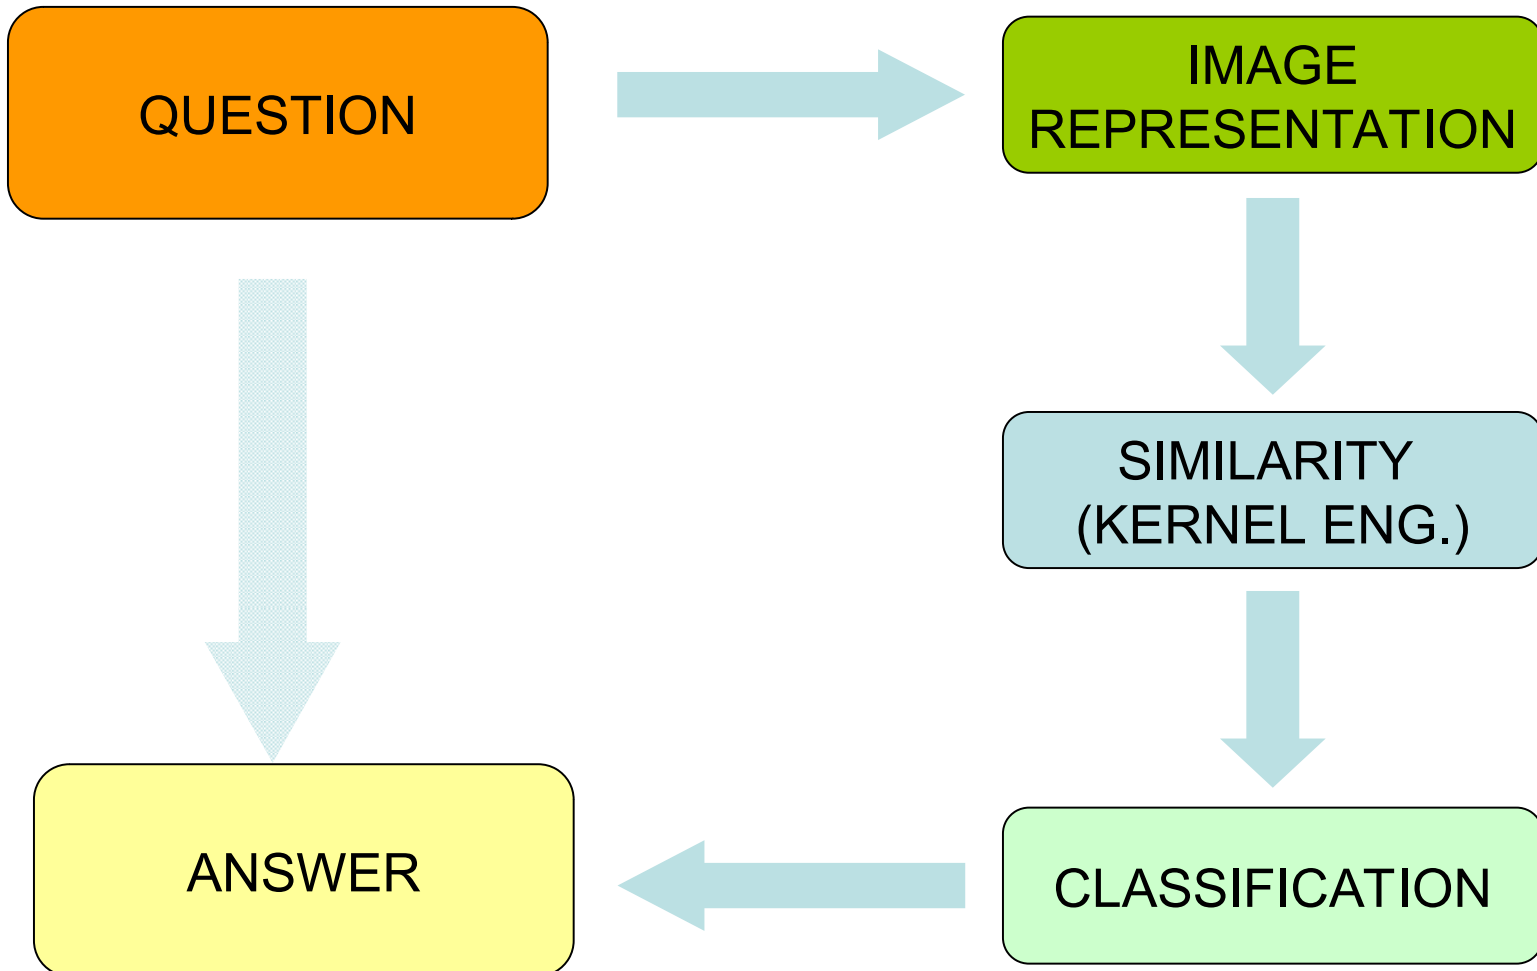 QUESTION
IMAGE
REPRESENTATION
SIMILARITY
(KERNEL ENG.)
CLASSIFICATION
ANSWER